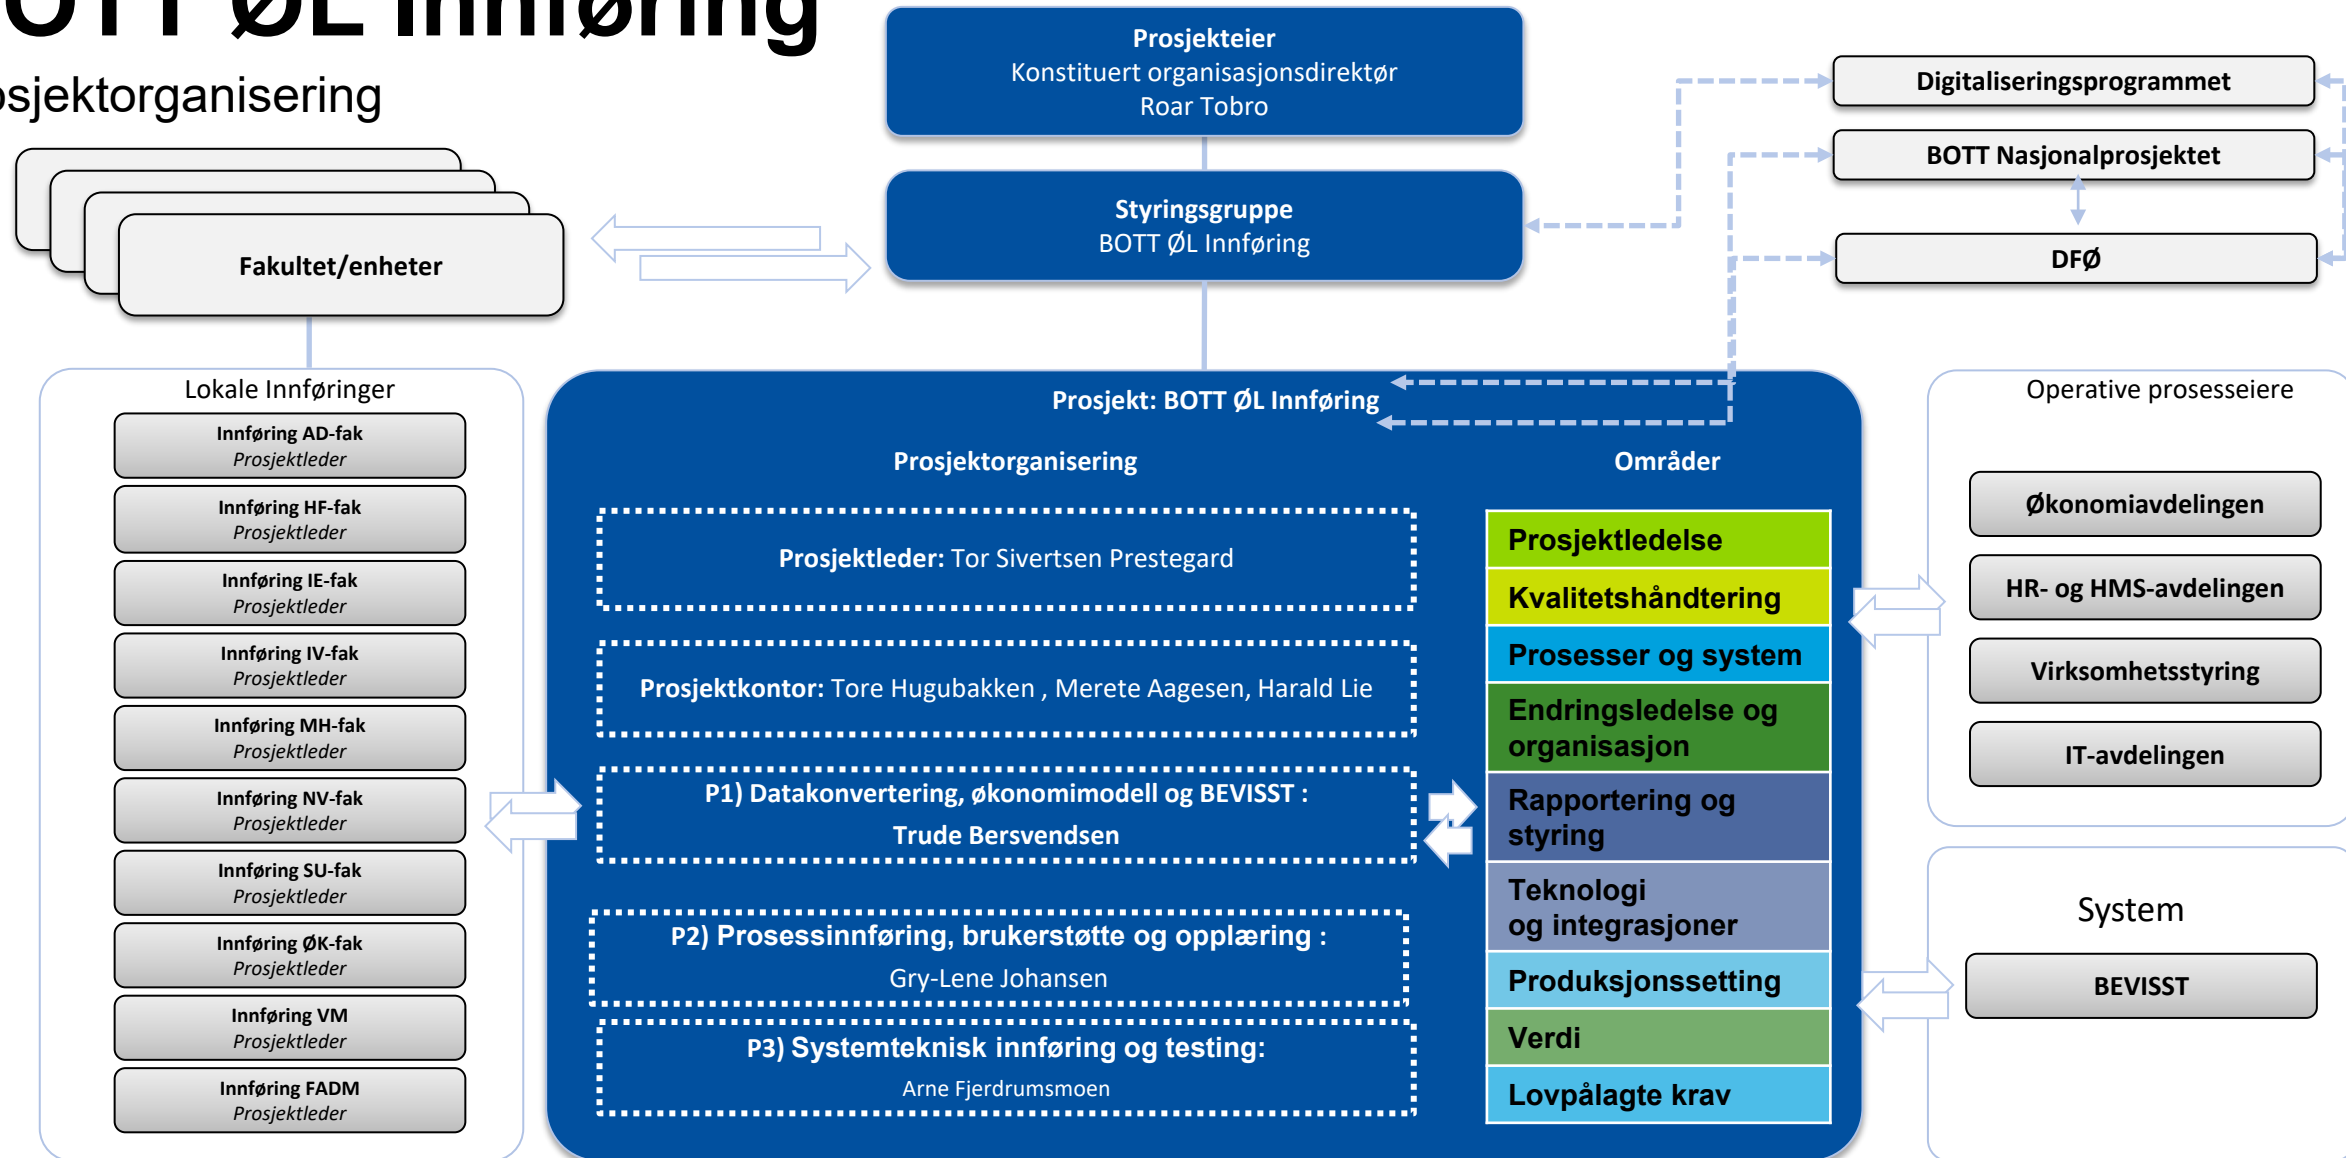 OTT ØL Innføring
osjektorganisering
Prosjekteier
Konstituert organisasjonsdirektør
Roar Tobro
Styringsgruppe
BOTT ØL Innføring
Digitaliseringsprogrammet
BOTT Nasjonalprosjektet
DFØ
Fakultet/enheter
Lokale Innføringer
Innføring AD-fak
Prosjektleder
Innføring HF-fak
Prosjektleder
Innføring IE-fak
Prosjektleder
Innføring IV-fak
Prosjektleder
Innføring MH-fak
Prosjektleder
Innføring NV-fak
Prosjektleder
Innføring SU-fak
Prosjektleder
Innføring ØK-fak
Prosjektleder
Innføring VM
Prosjektleder
Innføring FADM
Prosjektleder
Prosjekt: BOTT ØL Innføring
Prosjektorganisering
Prosjektleder: Tor Sivertsen Prestegard
Prosjektkontor: Tore Hugubakken , Merete Aagesen, Harald Lie
P1) Datakonvertering, økonomimodell og BEVISST :
Trude Bersvendsen
P2) Prosessinnføring, brukerstøtte og opplæring :
Gry-Lene Johansen
P3) Systemteknisk innføring og testing:
Arne Fjerdrumsmoen
Områder
Prosjektledelse
Kvalitetshåndtering
Prosesser og system
Endringsledelse og
organisasjon
Rapportering og
styring
Teknologi
og integrasjoner
Produksjonssetting
Verdi
Lovpålagte krav
Operative prosesseiere
Økonomiavdelingen
HR- og HMS-avdelingen
Virksomhetsstyring
IT-avdelingen
System
BEVISST